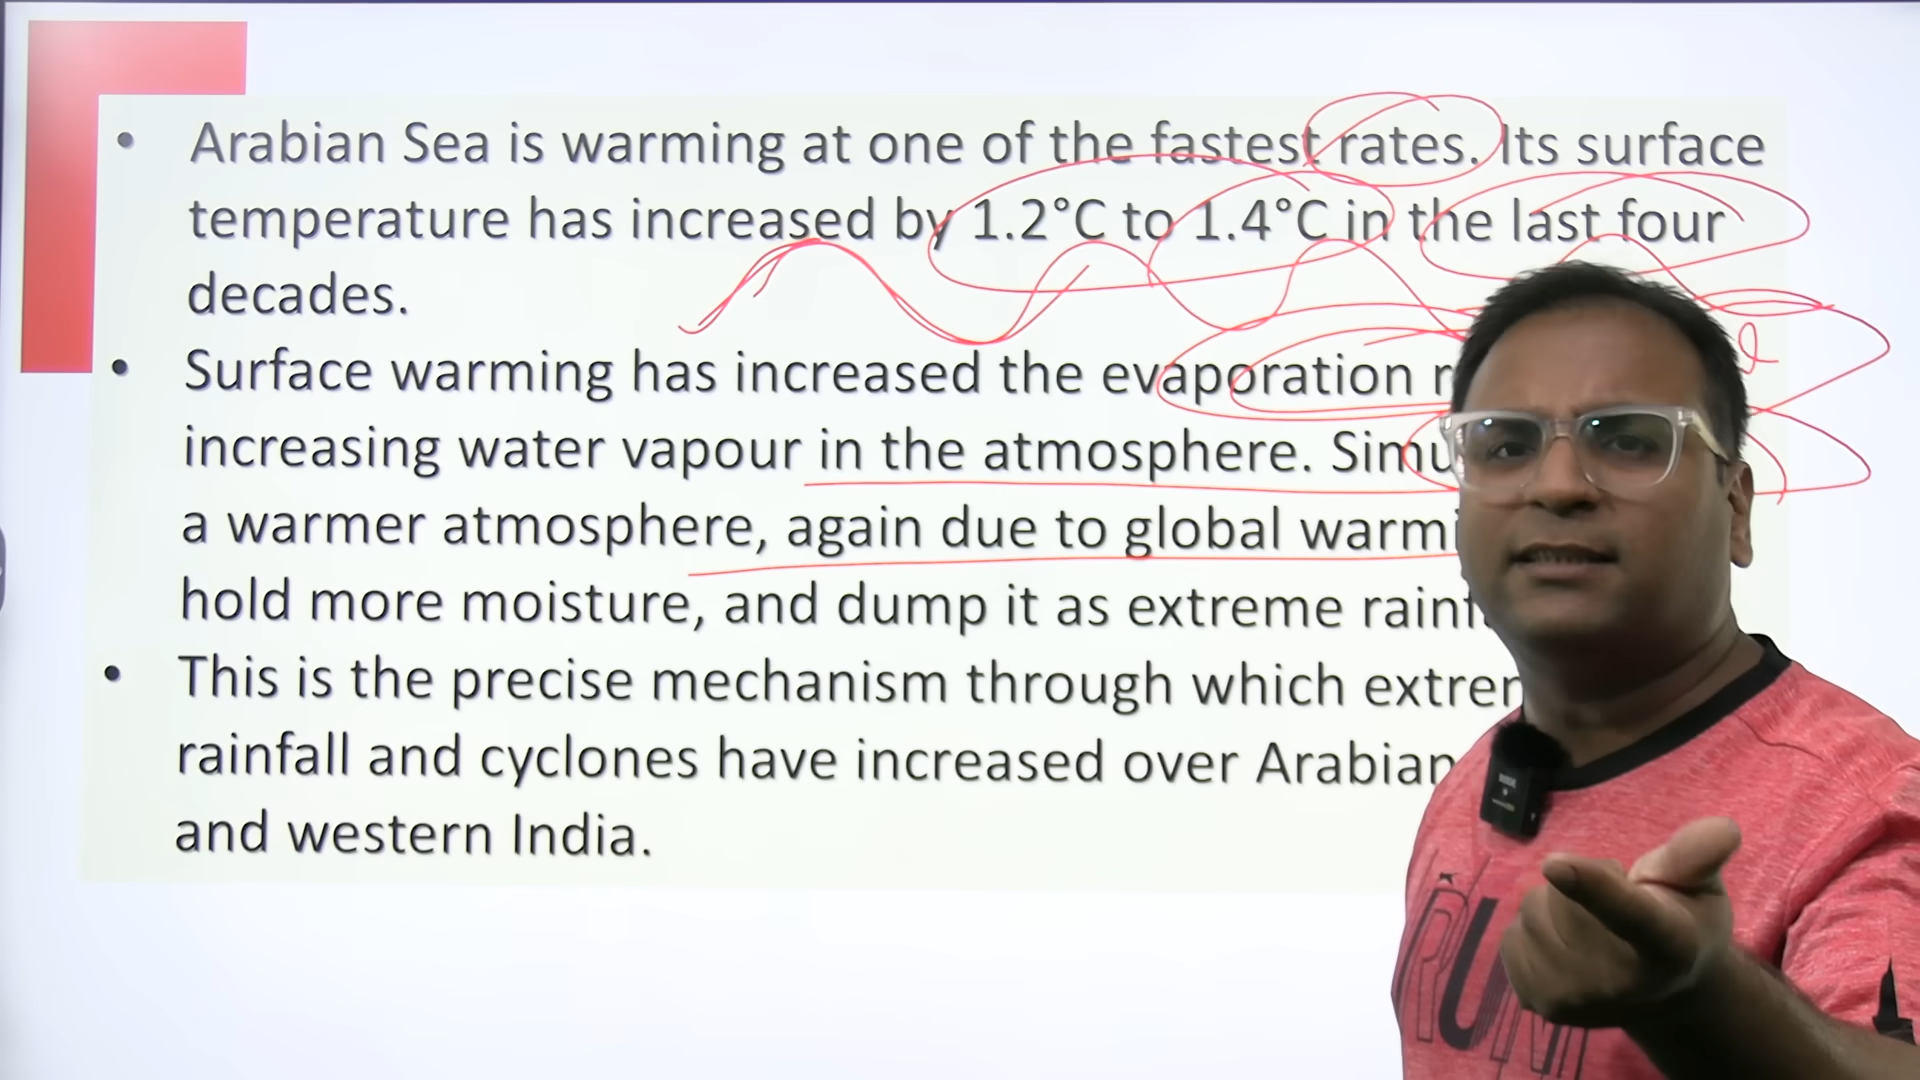 • Arabian Sea is warming at one of the fastest rates. Its surface
temperature has increased by 1.2°C to 1.4°C in the last four
decades.
• Surface warming has increased the evaporation
increasing water vapour in the atmosphere.
a warmer atmosphere, again due to global
hold more moisture, and dump it as extreme
• This is the precise mechanism through which
rainfall and cyclones have increased over Arabian
and western India.
RUN